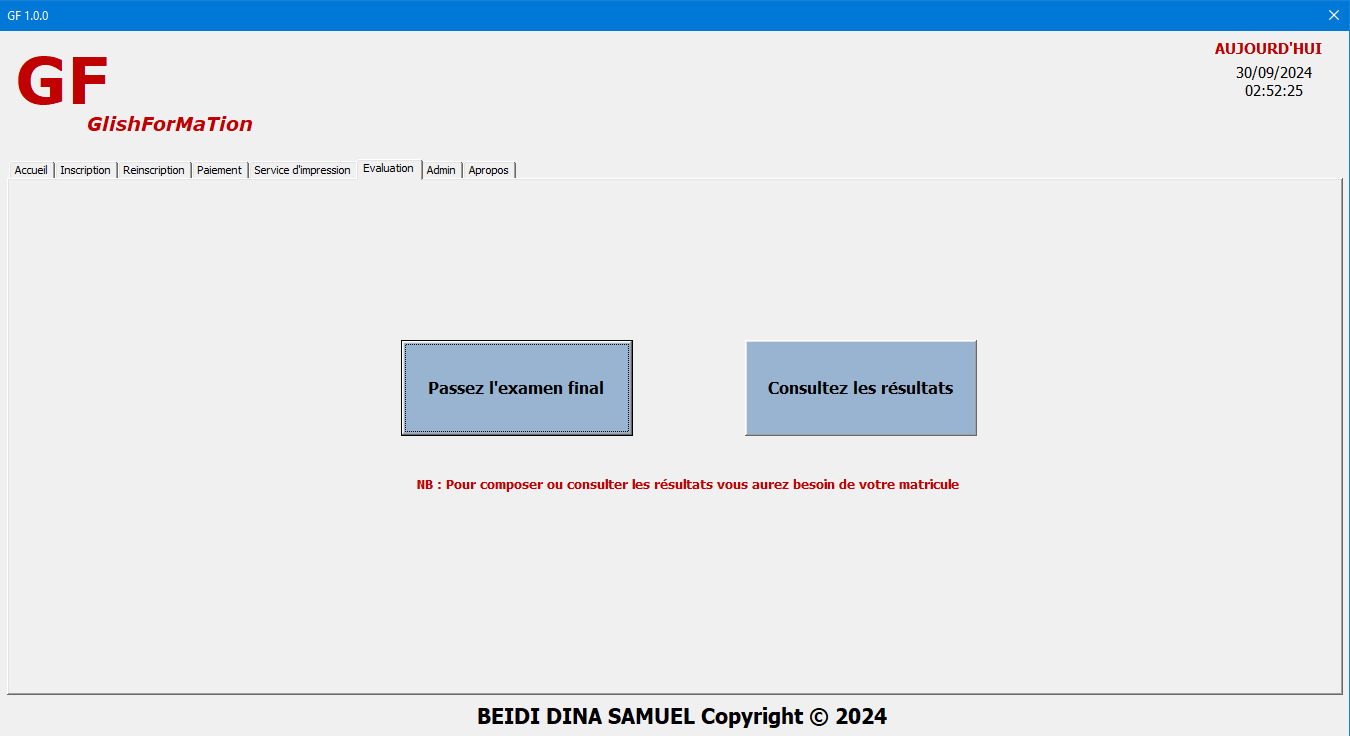 GF 1.0.0
GF
GlishForMaTion
AUJOURD'HUI
30/09/2024
02:52:25
Accueil Inscription Reinscription Paiement Service d'impression Evaluation Admin Apropos
Passez l'examen final Consultez les résultats
NB : Pour composer ou consulter les résultats vous aurez besoin de votre matricule
BEIDI DINA SAMUEL Copyright © 2024